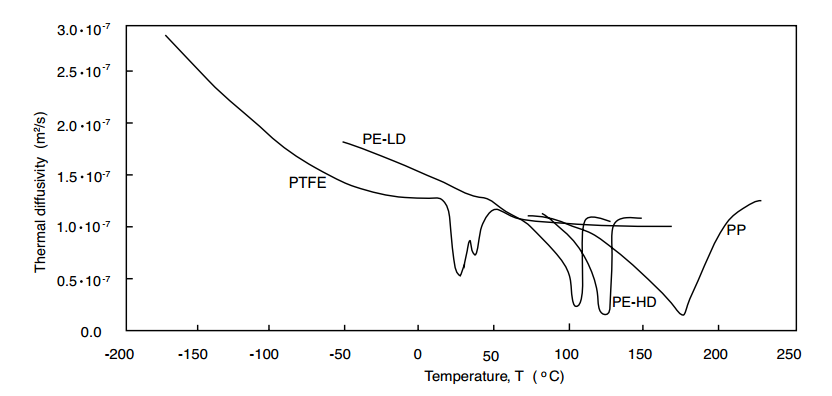 3.0·10⁻⁷
2.5·10⁻⁷
2.0·10⁻⁷
1.5·10⁻⁷
1.0·10⁻⁷
0.5·10⁻⁷
0.0
Thermal diffusivity (m²/s)
PE-LD
PTFE
PP
PE-HD
-200 -150 -100 -50 0 50 100 150 200 250
Temperature, T (°C)